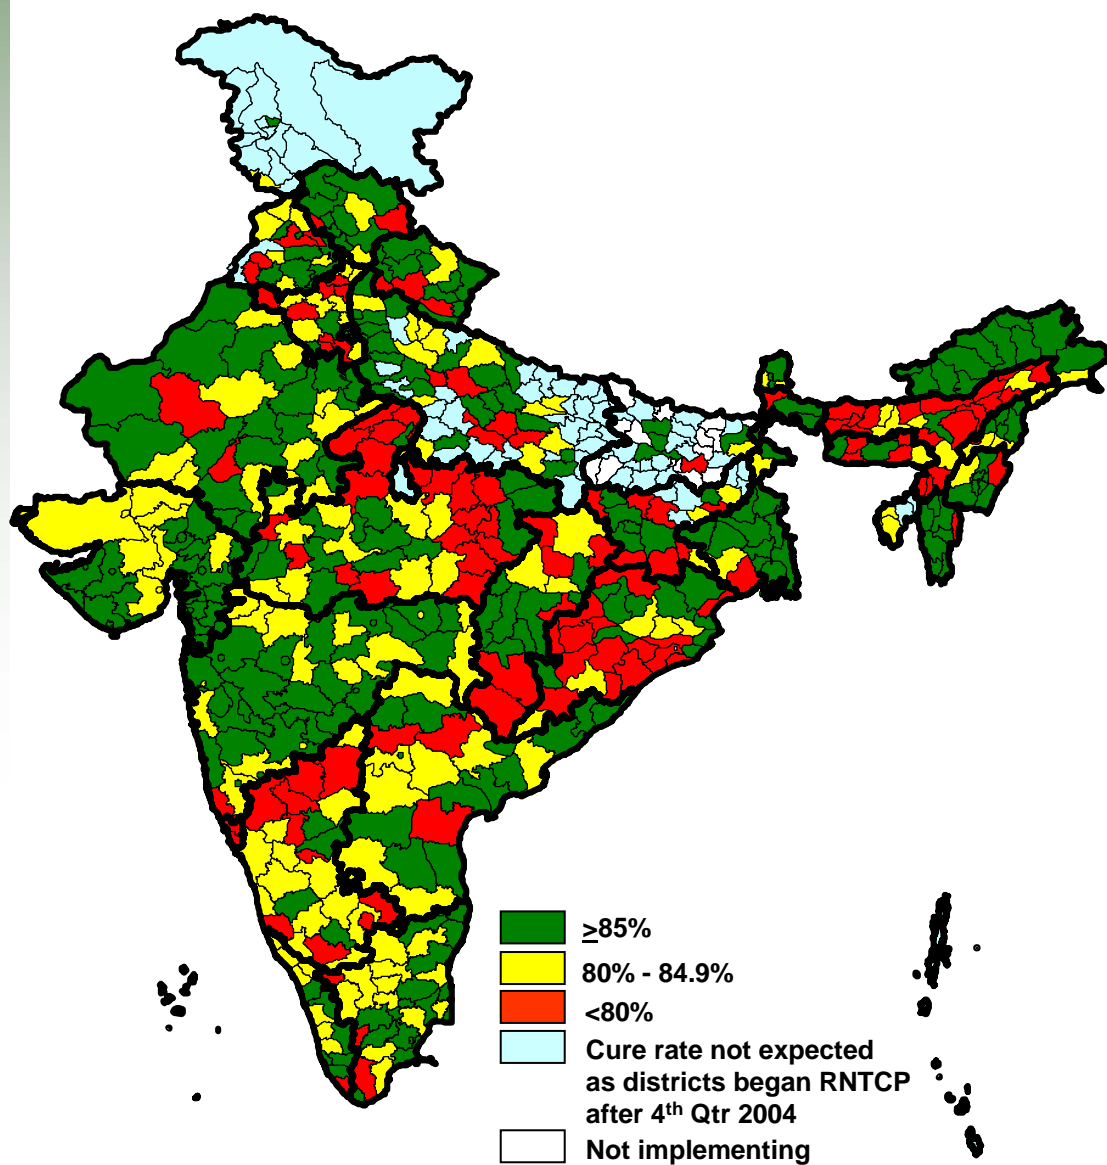 ≥85%
80% - 84.9%
<80%
Cure rate not expected
as districts began RNTCP
after 4th Qtr 2004
Not implementing